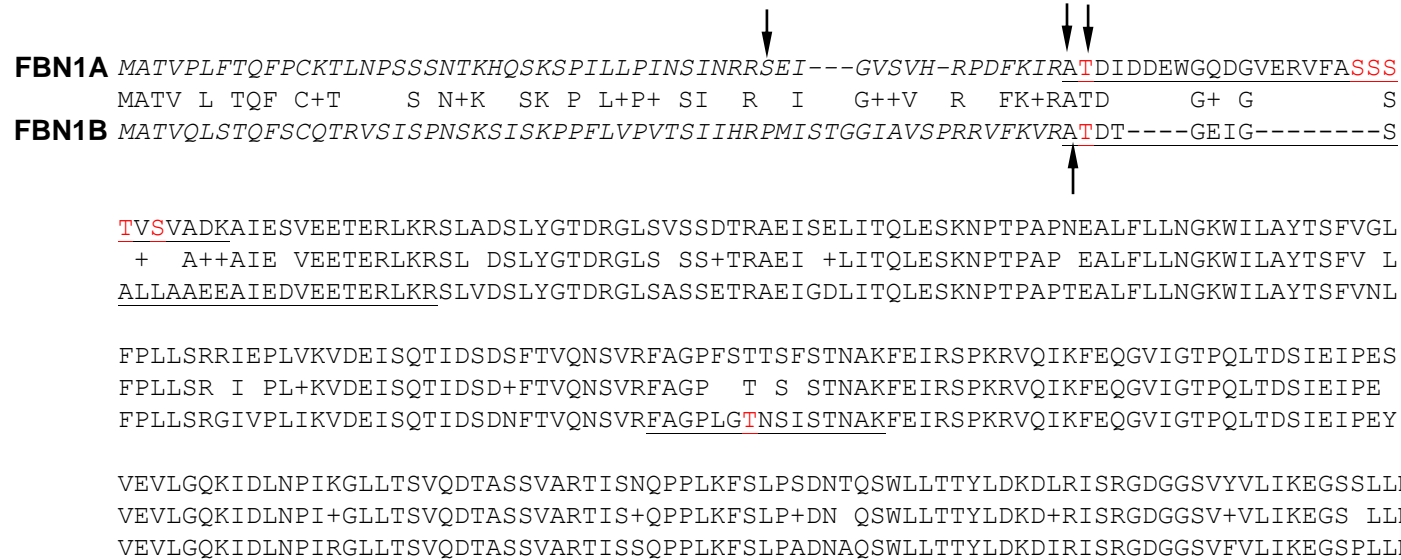 FBN1A MATVPLFTQFPCKTLNPSSSNTKHQSKSPILLPINSINRRSEI---GVSVH-RPDFKIRATDIDDEWGQDGVERVFASSS
MATV L TQF C+T S N+K SK P L+P+ SI R I G++V R FK+RATD G+ G S
FBN1B MATVQLSTQFSCQTRVSISPNSKSISKPPFLVPVTSIIHRPMISTGGIAVSPRRVFKVRATDT----GEIG--------S
TVSVADKAIESVEETERLKRSLADSLYGTDRGLSVSSDTRAEISELITQLESKNPTPAPNEALFLLNGKWILAYTSFVGL
+ A++AIE VEETERLKRSL DSLYGTDRGLS SS+TRAEI +LITQLESKNPTPAP EALFLLNGKWILAYTSFV L
ALLAAEEAIEDVEETERLKRSLVDSLYGTDRGLSASSETRAEIGDLITQLESKNPTPAPTEALFLLNGKWILAYTSFVNL
FPLLSRRIEPLVKVDEISQTIDSDSFTVQNSVRFAGPFSTTSFSTNAKFEIRSPKRVQIKFEQGVIGTPQLTDSIEIPES
FPLLSR I PL+KVDEISQTIDSD+FTVQNSVRFAGP T S STNAKFEIRSPKRVQIKFEQGVIGTPQLTDSIEIPE
FPLLSRGIVPLIKVDEISQTIDSDNFTVQNSVRFAGPLGTNSISTNAKFEIRSPKRVQIKFEQGVIGTPQLTDSIEIPEY
VEVLGQKIDLNPIKGLLTSVQDTASSVARTISNQPPLKFSLPSDNTQSWLLTTYLDKDLRISRGDGGSVYVLIKEGSSLL
VEVLGQKIDLNPI+GLLTSVQDTASSVARTIS+QPPLKFSLP+DN QSWLLTTYLDKD+RISRGDGGSV+VLIKEGS LL
VEVLGQKIDLNPIRGLLTSVQDTASSVARTISSQPPLKFSLPADNAQSWLLTTYLDKDIRISRGDGGSVFVLIKEGSPLL